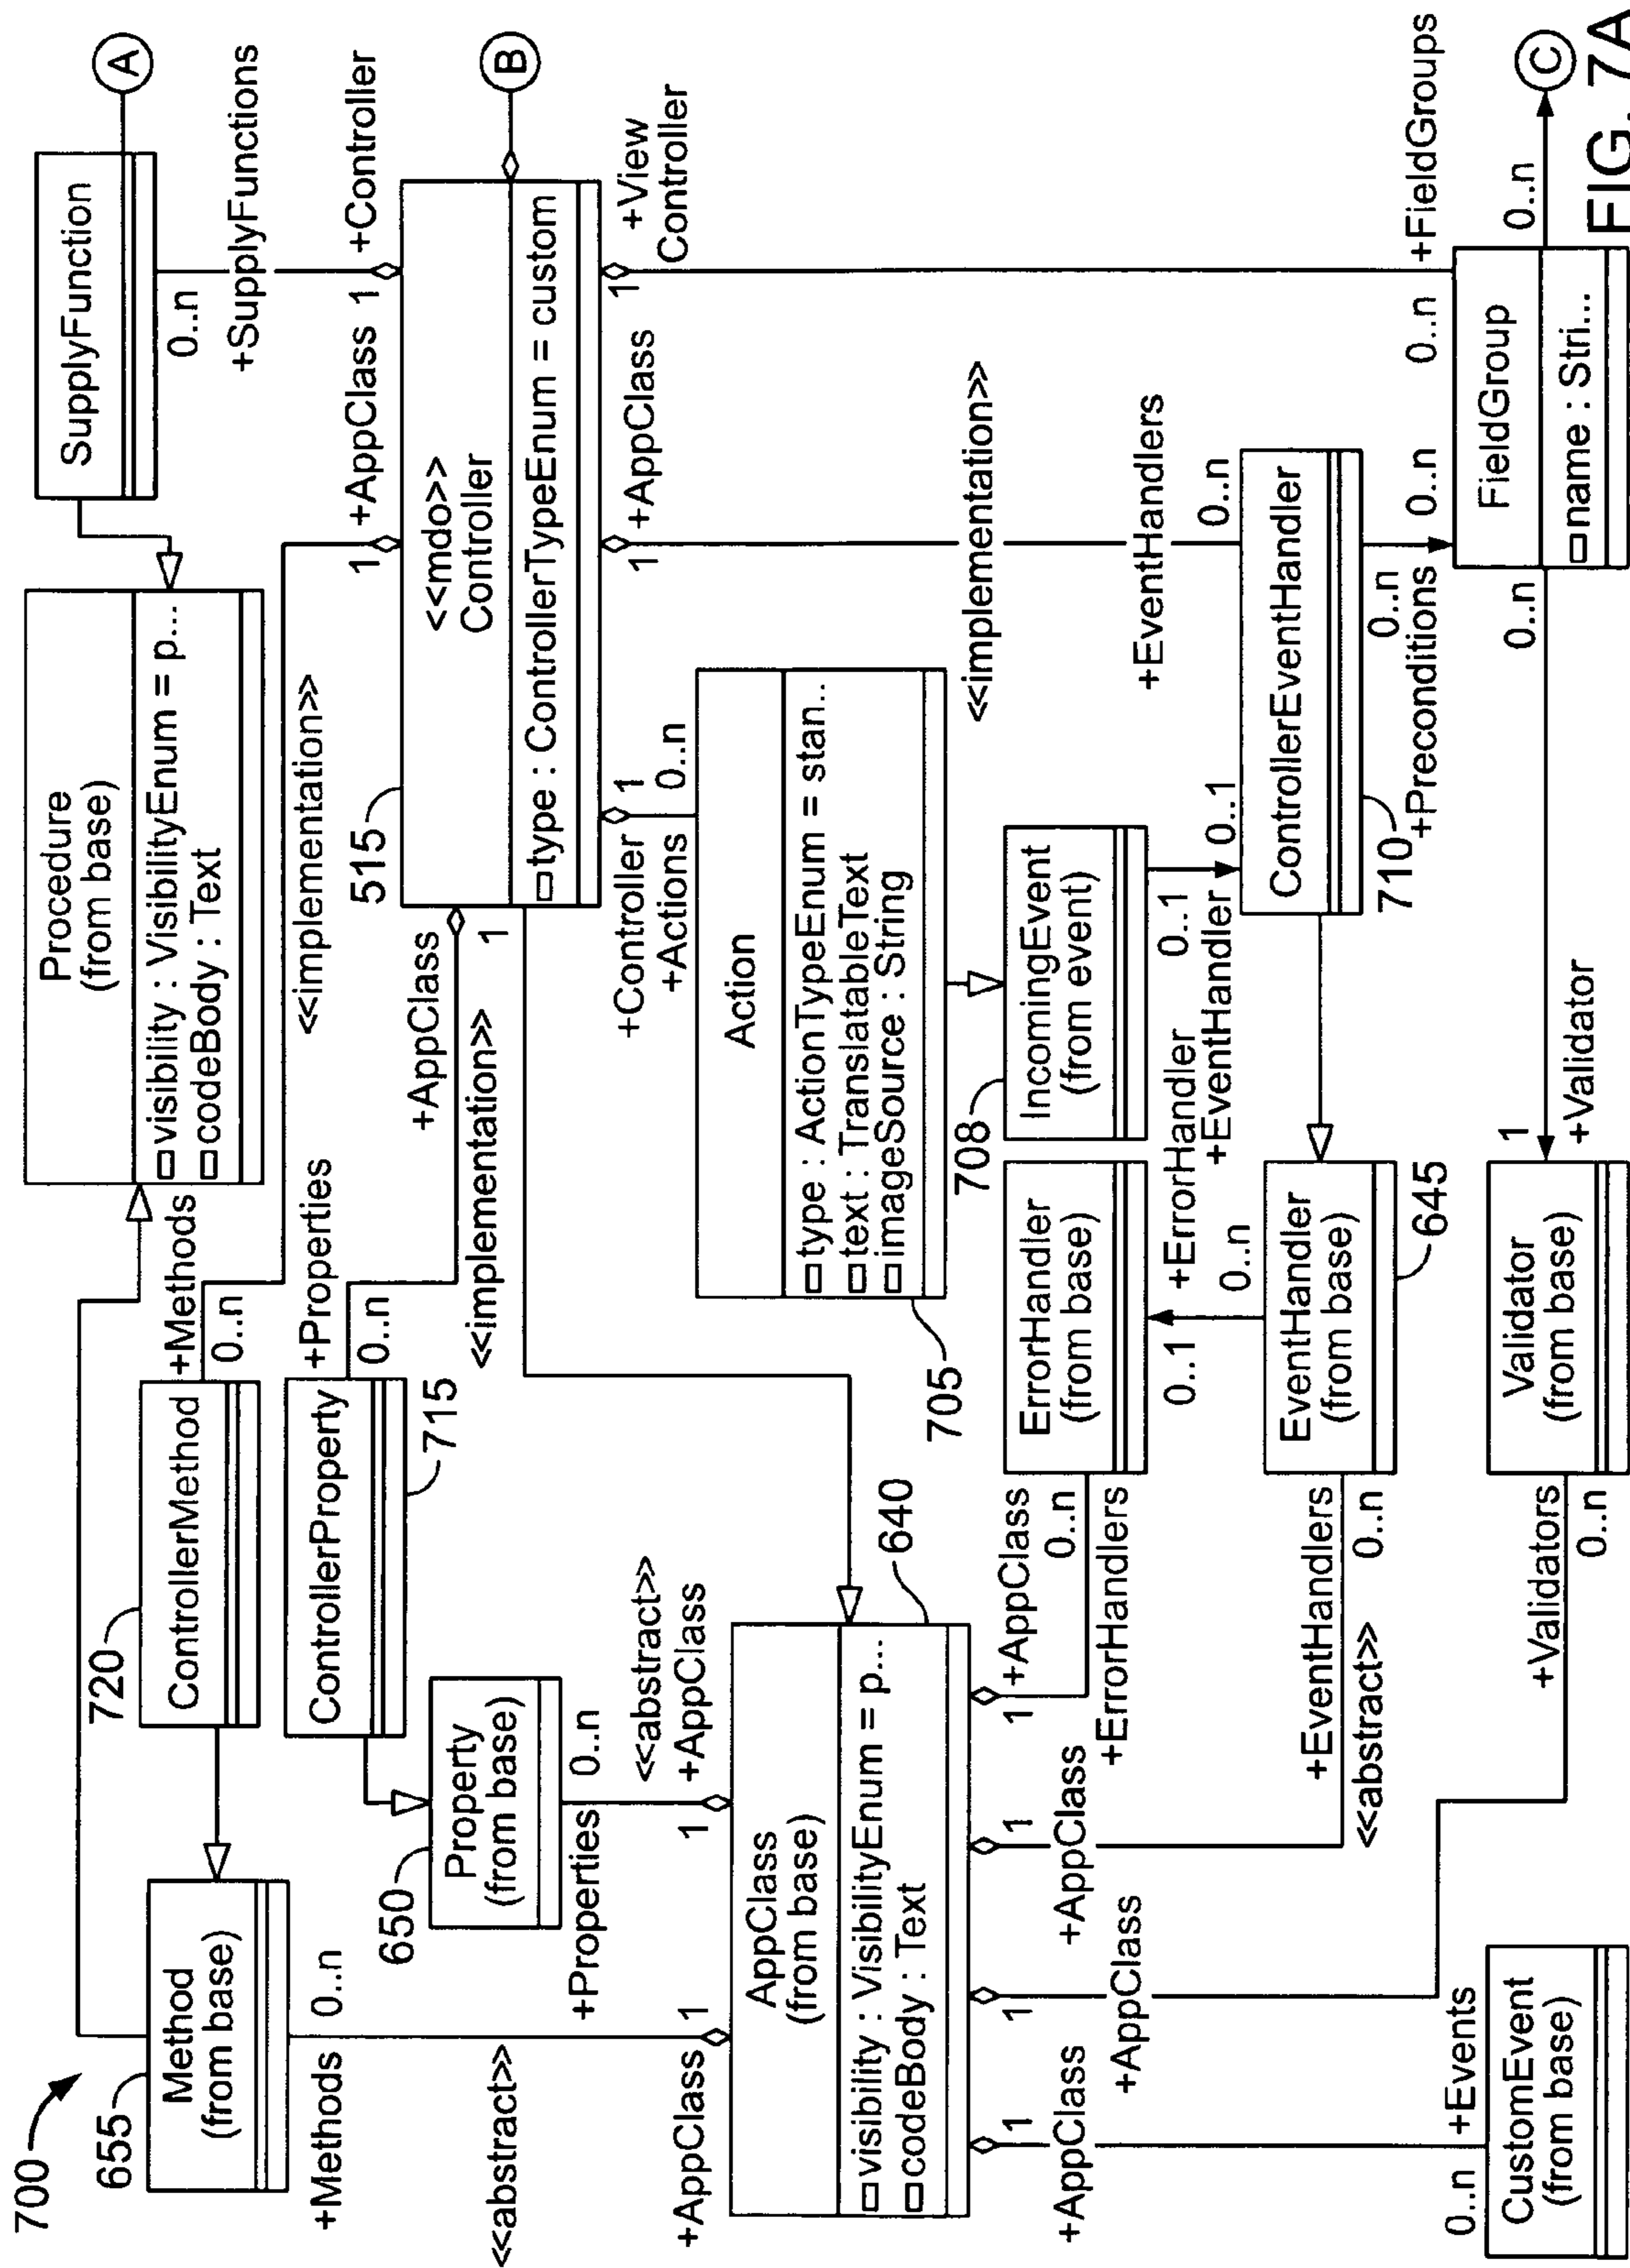 700
655
Method
(from base)
+Methods
0..n
<<abstract>>
+AppClass
1
720
ControllerMethod
+Methods
0..n
<<implementation>>
1
+AppClass
Procedure
(from base)
visibility : VisibilityEnum = p...
codeBody : Text
SupplyFunction
A
0..n
+SupplyFunctions
1
+Controller
ControllerProperty
715
+Properties
0..n
+AppClass
1
<<implementation>>
650
Property
(from base)
+Properties
0..n
<<abstract>>
1
+AppClass
515
<<mdo>>
Controller
type : ControllerTypeEnum = custom
B
AppClass
(from base)
visibility : VisibilityEnum = p...
codeBody : Text
640
+Controller
1
+Actions
0..n
705
Action
type : ActionTypeEnum = stan..
text : TranslatableText
imageSource : String
1
+AppClass
<<implementation>>
+EventHandlers
0..n
1
+View
Controller
1
+AppClass
0..n
+ErrorHandlers
ErrorHandler
(from base)
708
IncomingEvent
(from event)
0..1
+ErrorHandler
0..n
0..1
+EventHandler
0..1
+ErrorHandler
1
+AppClass
+EventHandlers
0..n
<<abstract>>
EventHandler
(from base)
645
ControllerEventHandler
710
0..n
+Preconditions
0..n
0..n
+FieldGroups
1
+AppClass
+Validators
0..n
Validator
(from base)
1
+Validator
0..n
FieldGroup
name : Stri...
0..n
C
1
+AppClass
0..n
+Events
CustomEvent
(from base)
FIG. 7A